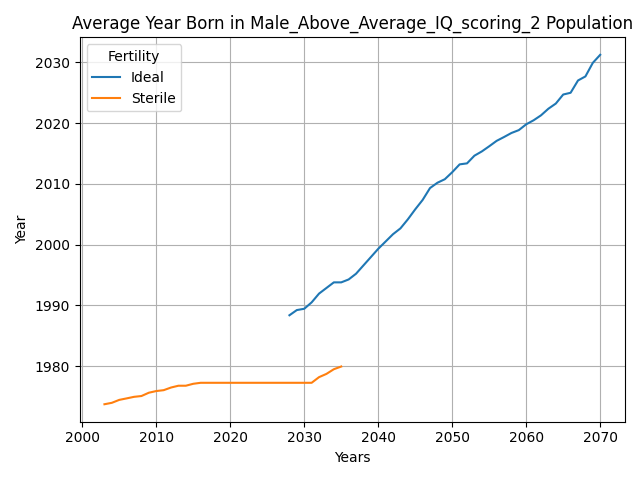 Average Year Born in Male_Above_Average_IQ_scoring_2 Population
Fertility
Ideal
Sterile
Year
2030
2020
2010
2000
1990
1980
2000 2010 2020 2030 2040 2050 2060 2070
Years